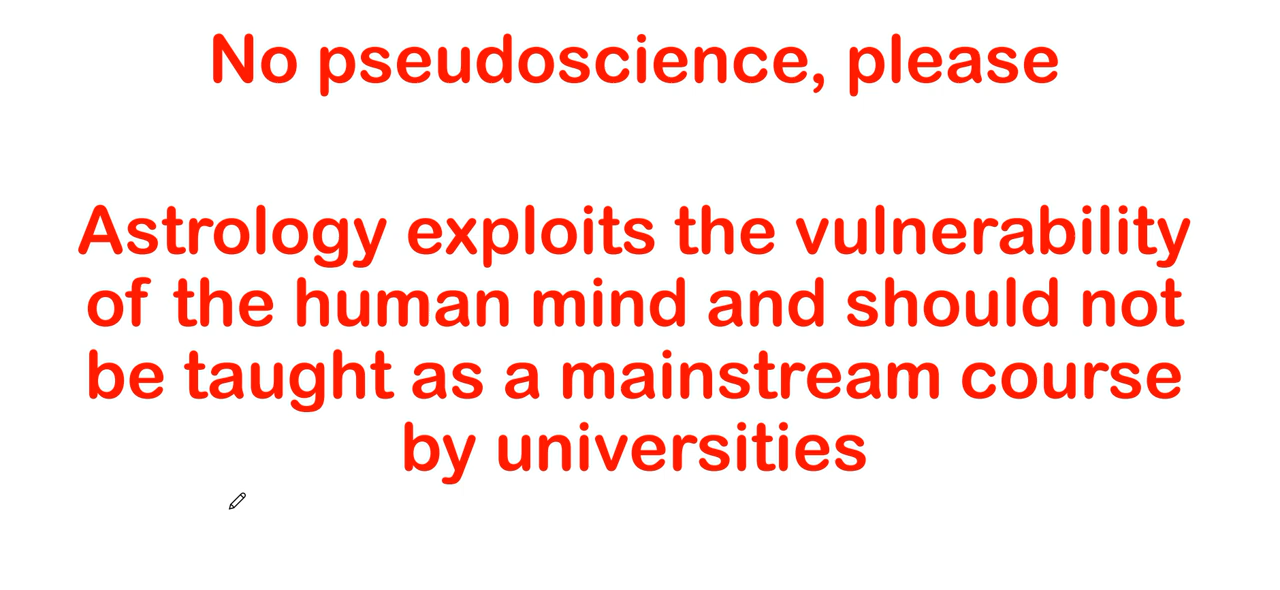 No pseudoscience, please
Astrology exploits the vulnerability
of the human mind and should not
be taught as a mainstream course
by universities